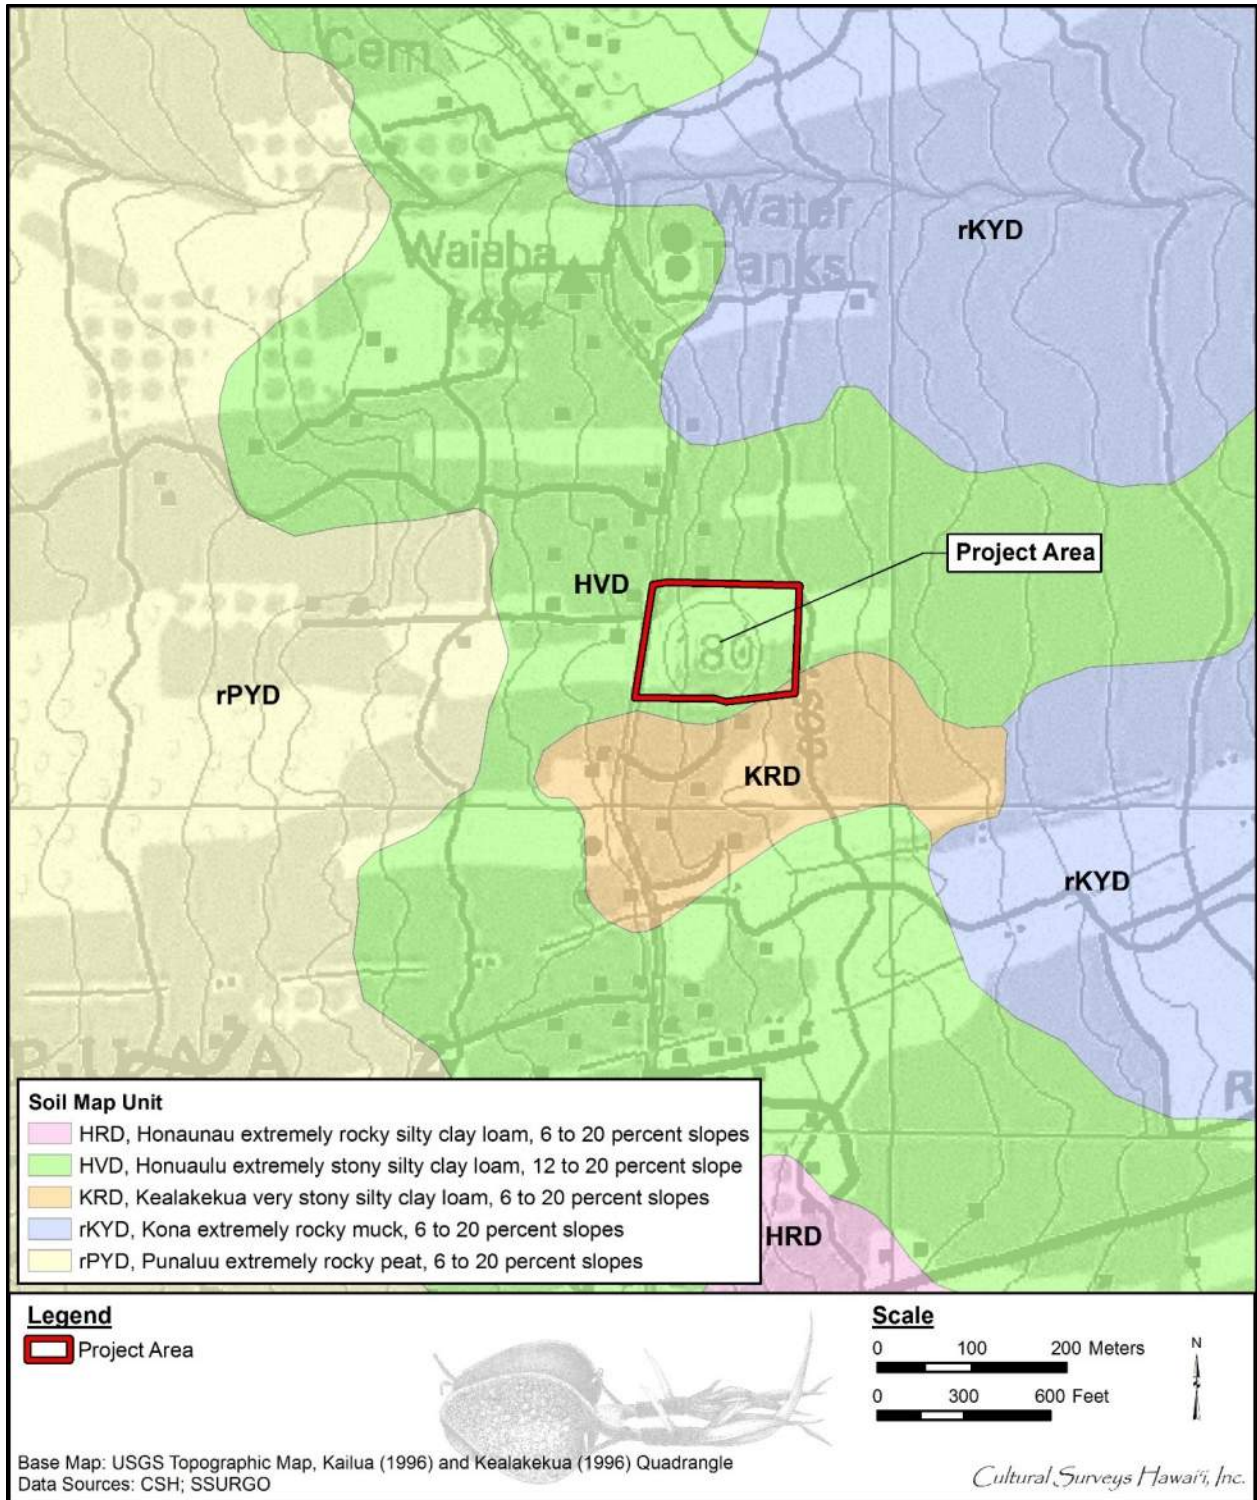 Cem
Water
Tanks
rKYD
Waiaha
1494
Project Area
HVD
180
rPYD
KRD
rKYD
PUAA 2
R
Soil Map Unit
HRD, Honaunau extremely rocky silty clay loam, 6 to 20 percent slopes
HVD, Honuaulu extremely stony silty clay loam, 12 to 20 percent slope
KRD, Kealakekua very stony silty clay loam, 6 to 20 percent slopes
rKYD, Kona extremely rocky muck, 6 to 20 percent slopes
rPYD, Punaluu extremely rocky peat, 6 to 20 percent slopes
HRD
Legend
Project Area
Scale
0 100 200 Meters
0 300 600 Feet
N
Base Map: USGS Topographic Map, Kailua (1996) and Kealakekua (1996) Quadrangle
Data Sources: CSH; SSURGO
Cultural Surveys Hawai'i, Inc.